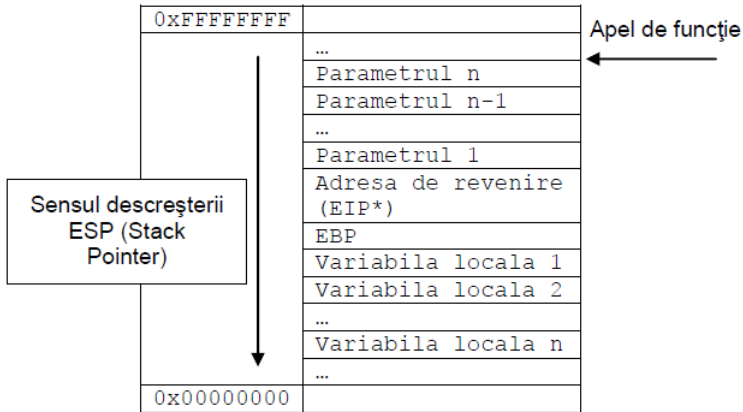 0xFFFFFFFF
Apel de funcţie
…
Parametrul n
Parametrul n-1
…
Parametrul 1
Adresa de revenire
(EIP*)
EBP
Variabila locala 1
Variabila locala 2
…
Variabila locala n
…
0x00000000
Sensul descreşterii
ESP (Stack
Pointer)